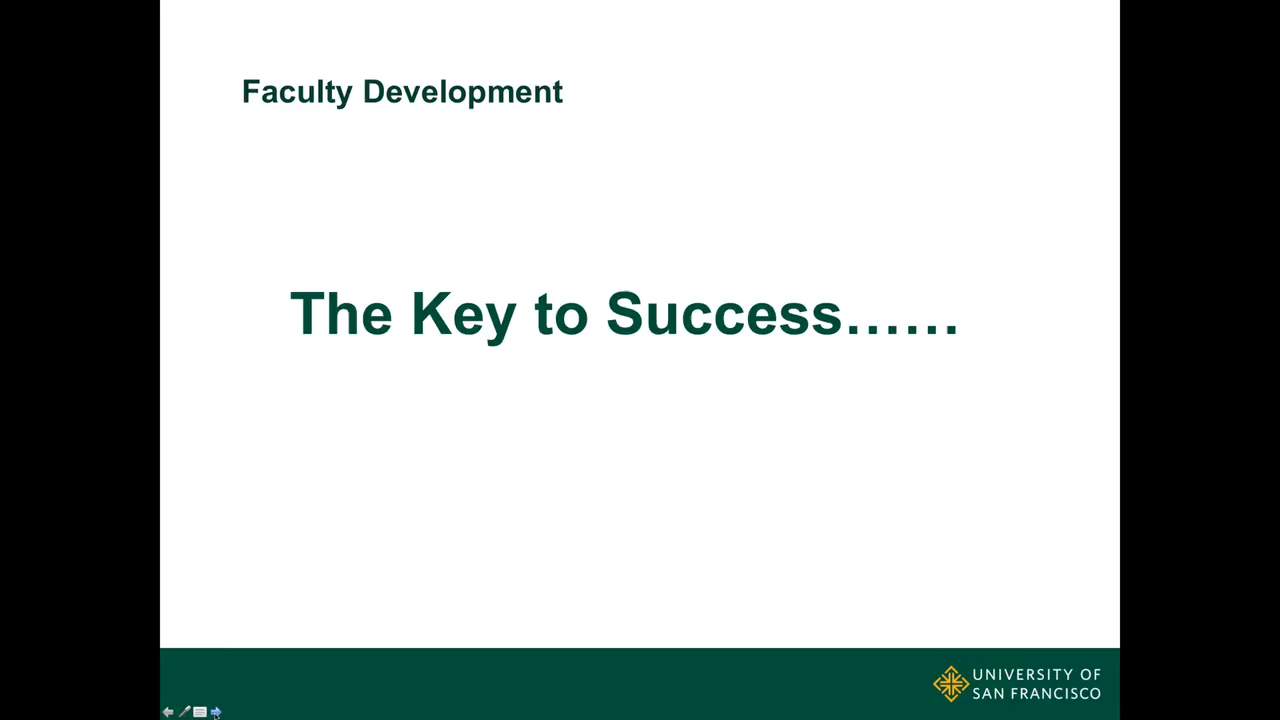 Faculty Development
The Key to Success……
UNIVERSITY OF
SAN FRANCISCO